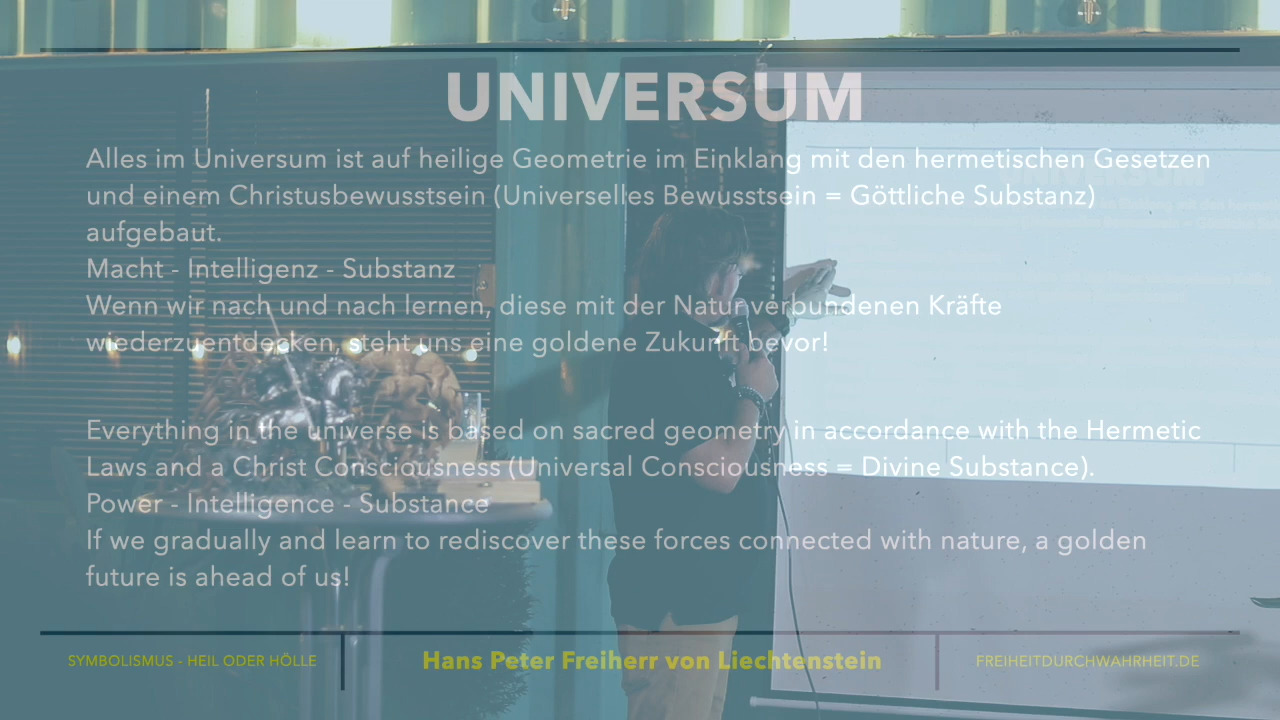 UNIVERSUM
Alles im Universum ist auf heilige Geometrie im Einklang mit den hermetischen Gesetzen
und einem Christusbewusstsein (Universelles Bewusstsein = Göttliche Substanz)
aufgebaut.
Macht - Intelligenz - Substanz
Wenn wir nach und nach lernen, diese mit der Natur verbundenen Kräfte
wiederzuentdecken, steht uns eine goldene Zukunft bevor!
Everything in the universe is based on sacred geometry in accordance with the Hermetic
Laws and a Christ Consciousness (Universal Consciousness = Divine Substance).
Power - Intelligence - Substance
If we gradually and learn to rediscover these forces connected with nature, a golden
future is ahead of us!
SYMBOLISMUS - HEIL ODER HÖLLE
Hans Peter Freiherr von Liechtenstein
FREIHEITDURCHWAHRHEIT.DE